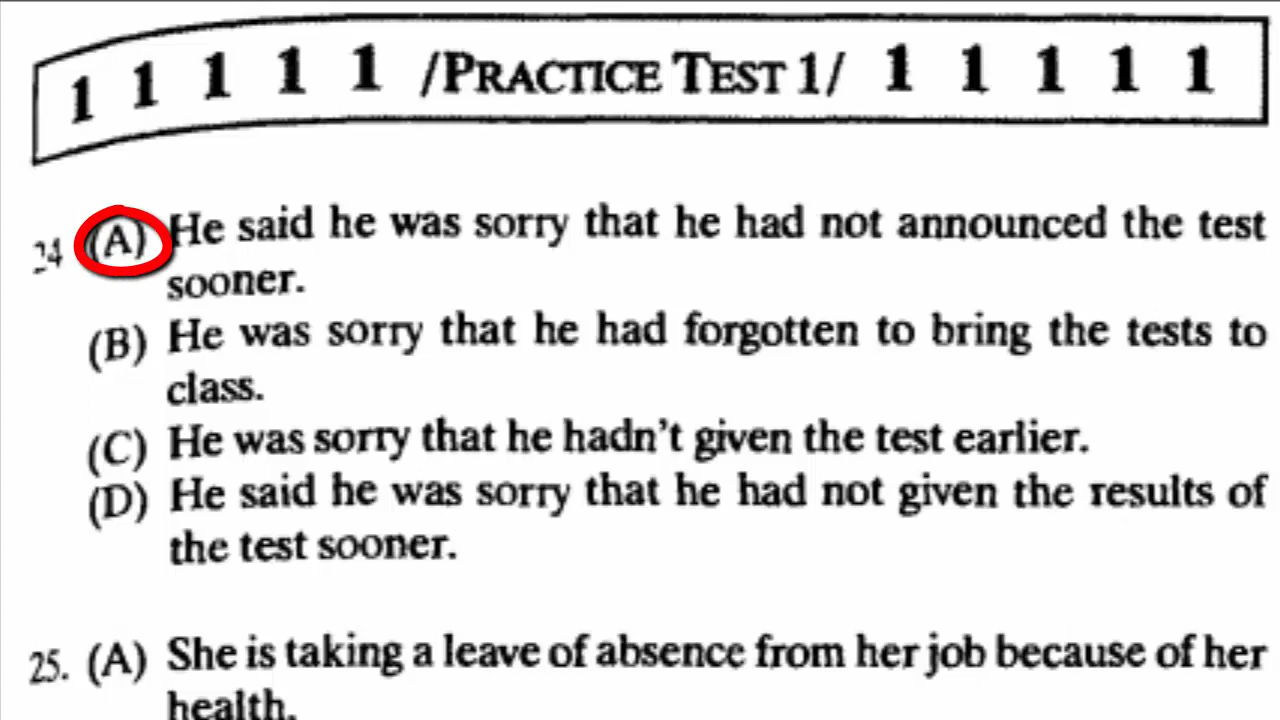 1 1 1 1 1 /PRACTICE TEST 1/ 1 1 1 1 1
24 (A) He said he was sorry that he had not announced the test
sooner.
(B) He was sorry that he had forgotten to bring the tests to
class.
(C) He was sorry that he hadn't given the test earlier.
(D) He said he was sorry that he had not given the results of
the test sooner.
25. (A) She is taking a leave of absence from her job because of her
health.